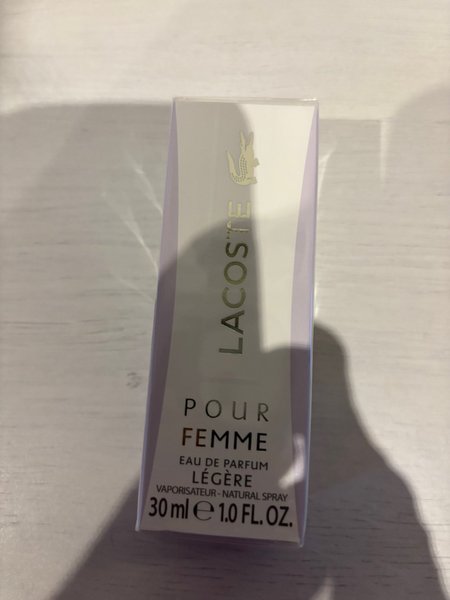 LACOSTE
POUR
FEMME
EAU DE PARFUM
LÉGÈRE
VAPORISATEUR - NATURAL SPRAY
30 ml ℮ 1.0 FL. OZ.